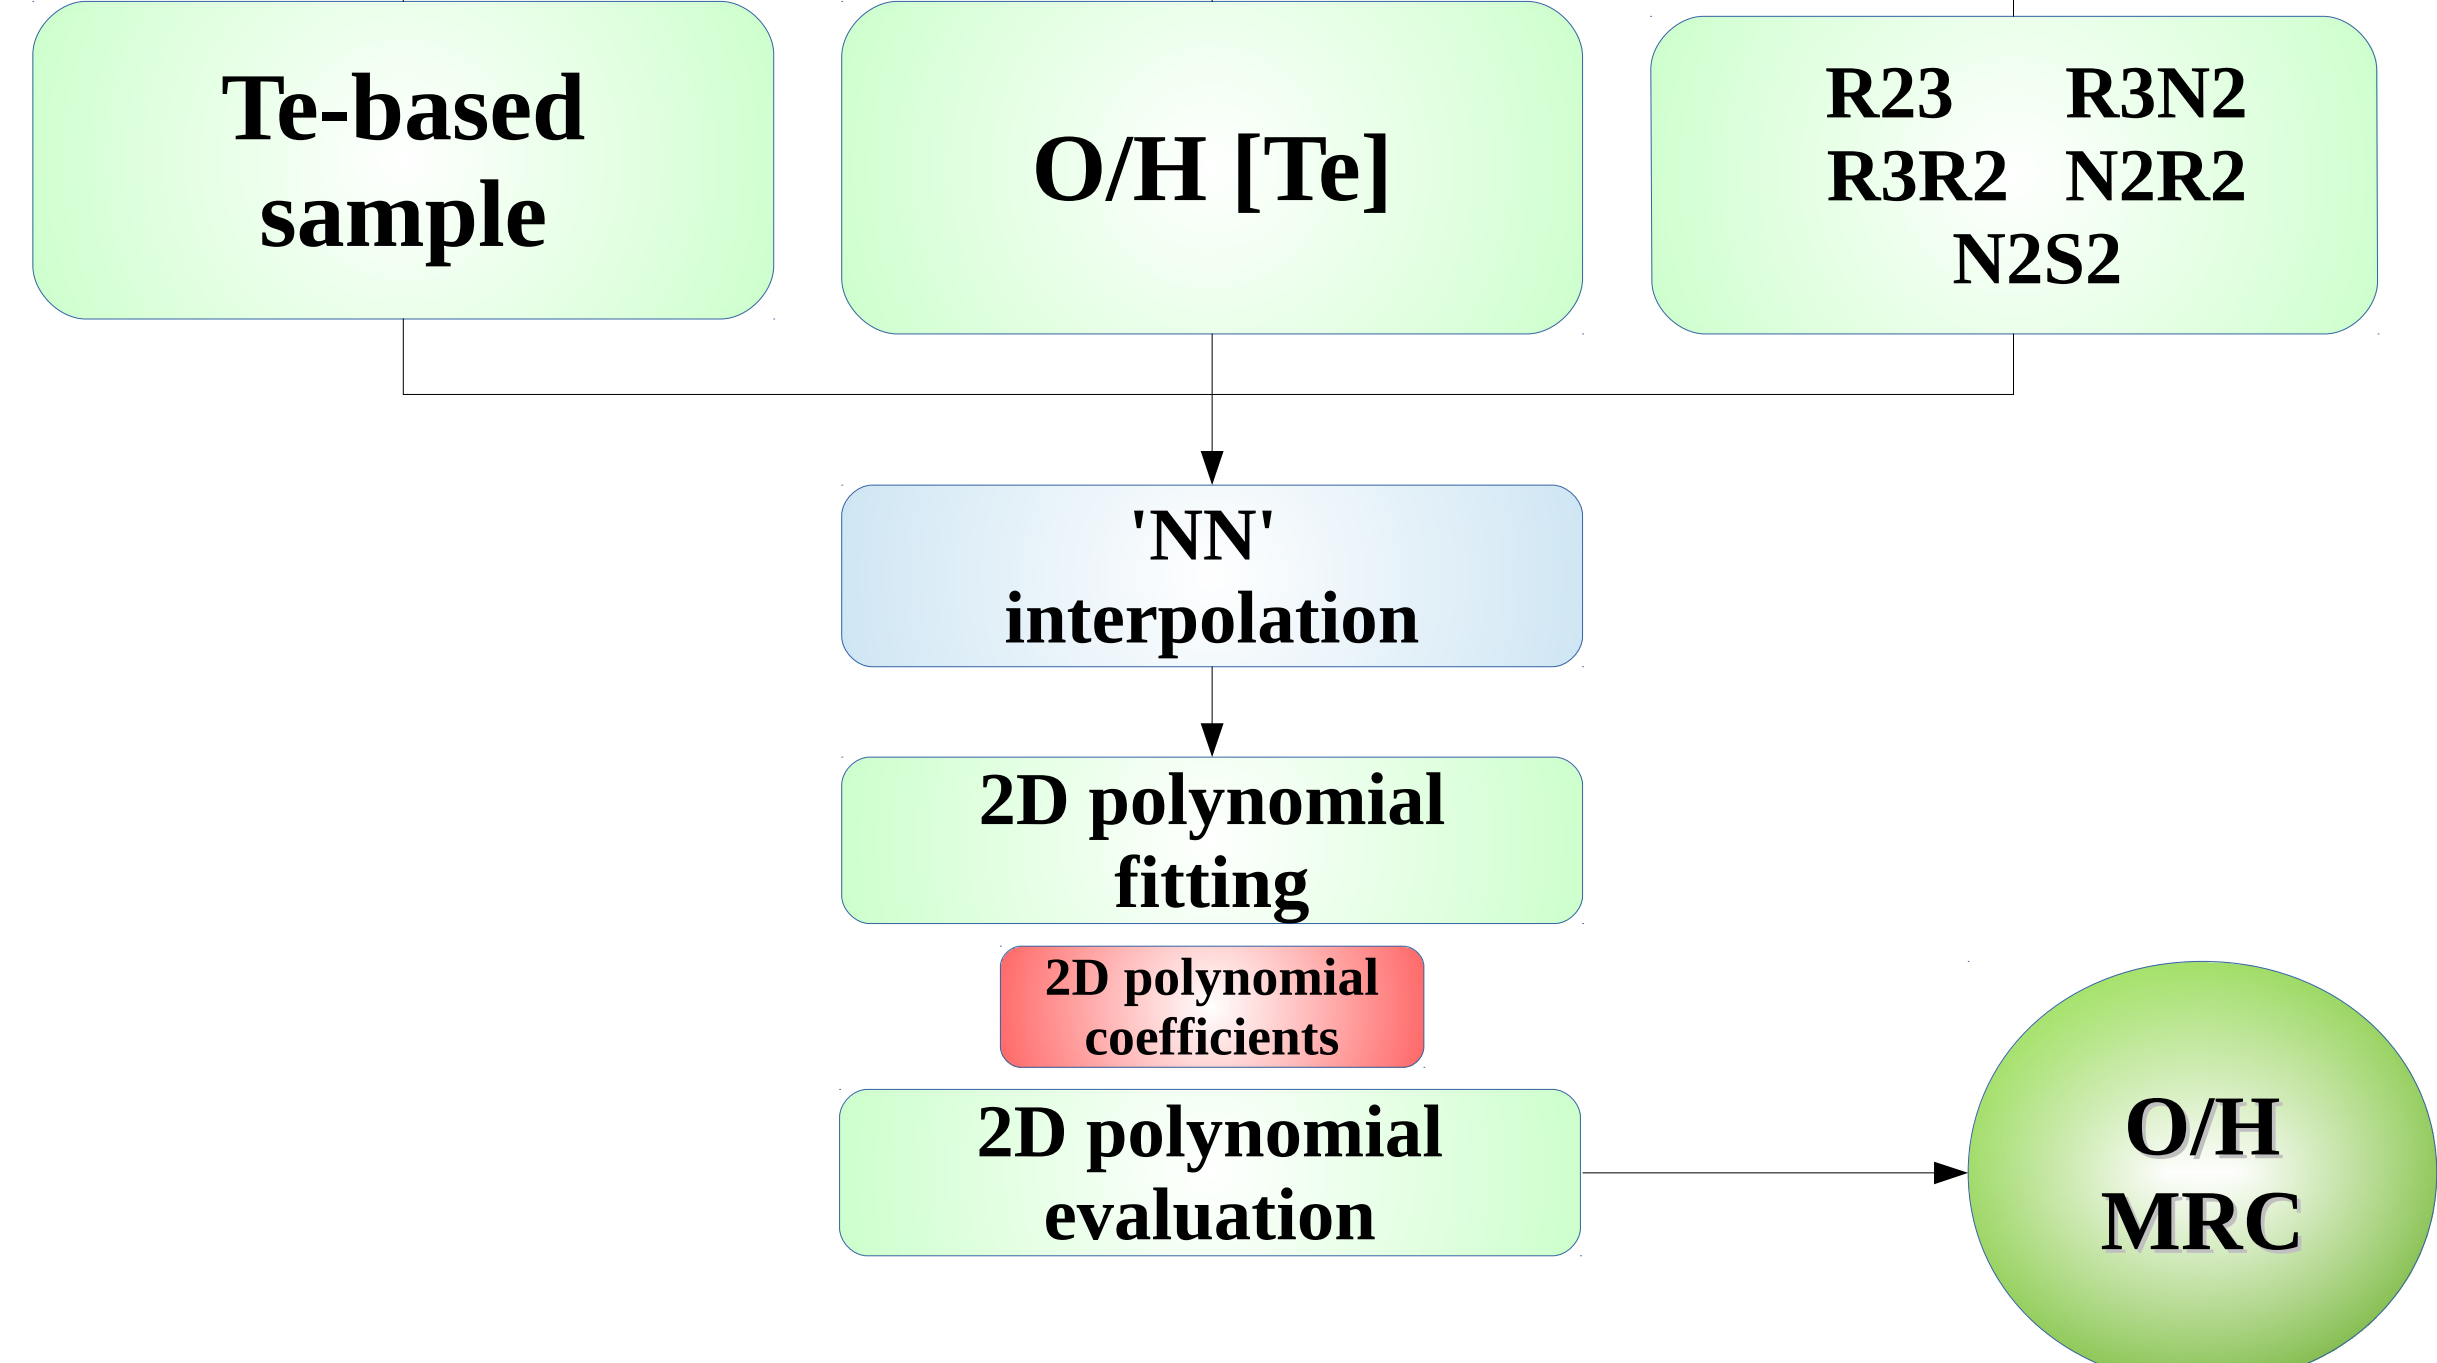 Te-based
sample
O/H [Te]
R23 R3N2
R3R2 N2R2
N2S2
'NN'
interpolation
2D polynomial
fitting
2D polynomial
coefficients
2D polynomial
evaluation
O/H
MRC